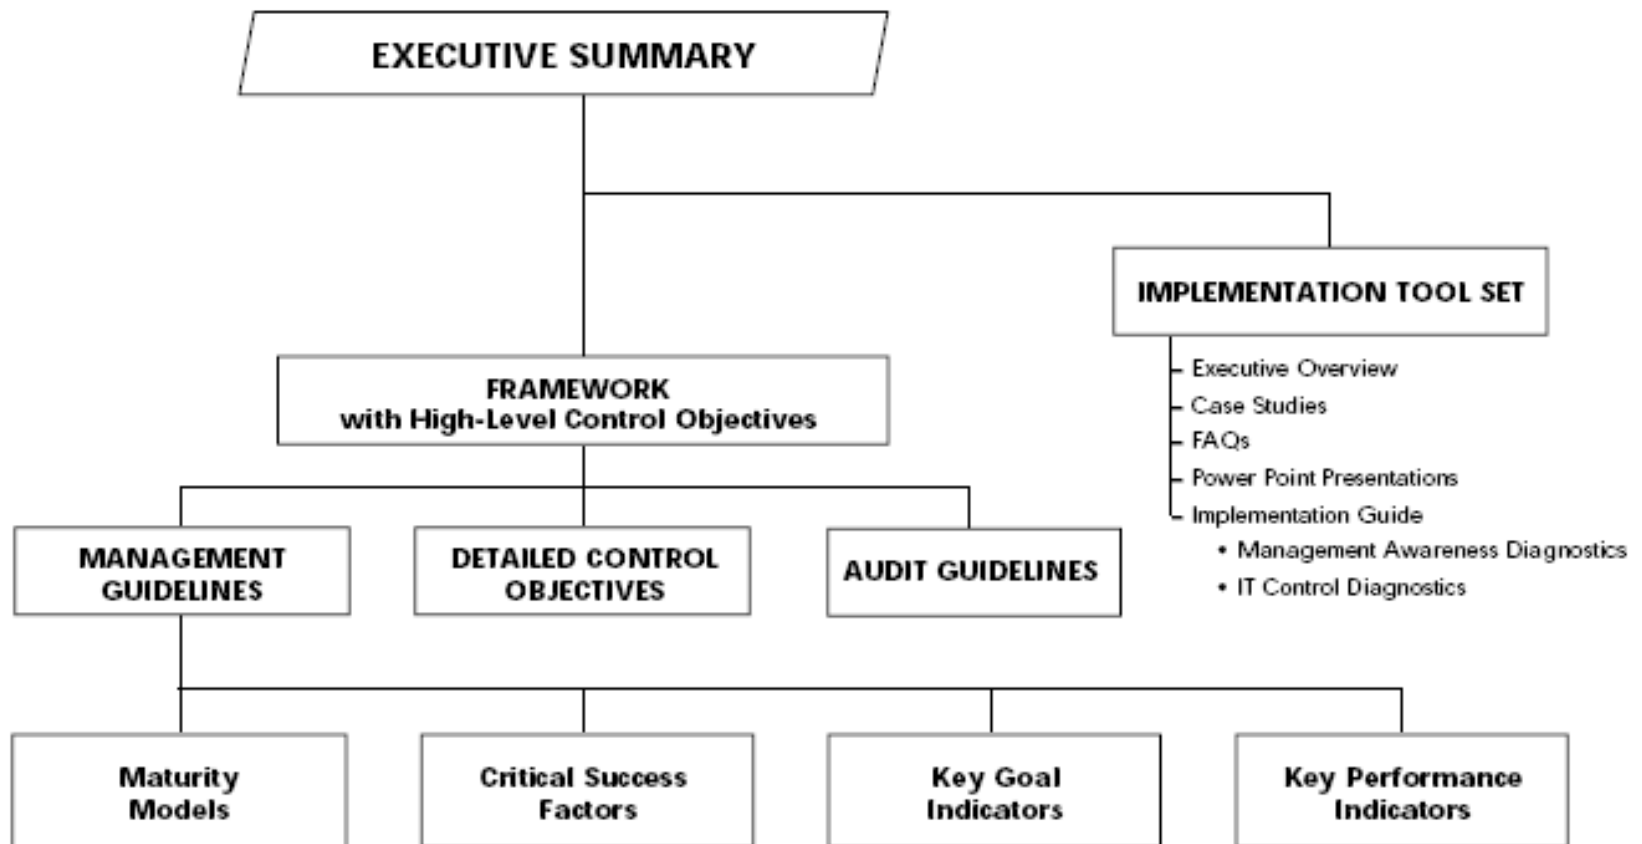 EXECUTIVE SUMMARY
IMPLEMENTATION TOOL SET
Executive Overview
Case Studies
FAQs
Power Point Presentations
Implementation Guide
• Management Awareness Diagnostics
• IT Control Diagnostics
FRAMEWORK
with High-Level Control Objectives
MANAGEMENT
GUIDELINES
DETAILED CONTROL
OBJECTIVES
AUDIT GUIDELINES
Maturity
Models
Critical Success
Factors
Key Goal
Indicators
Key Performance
Indicators